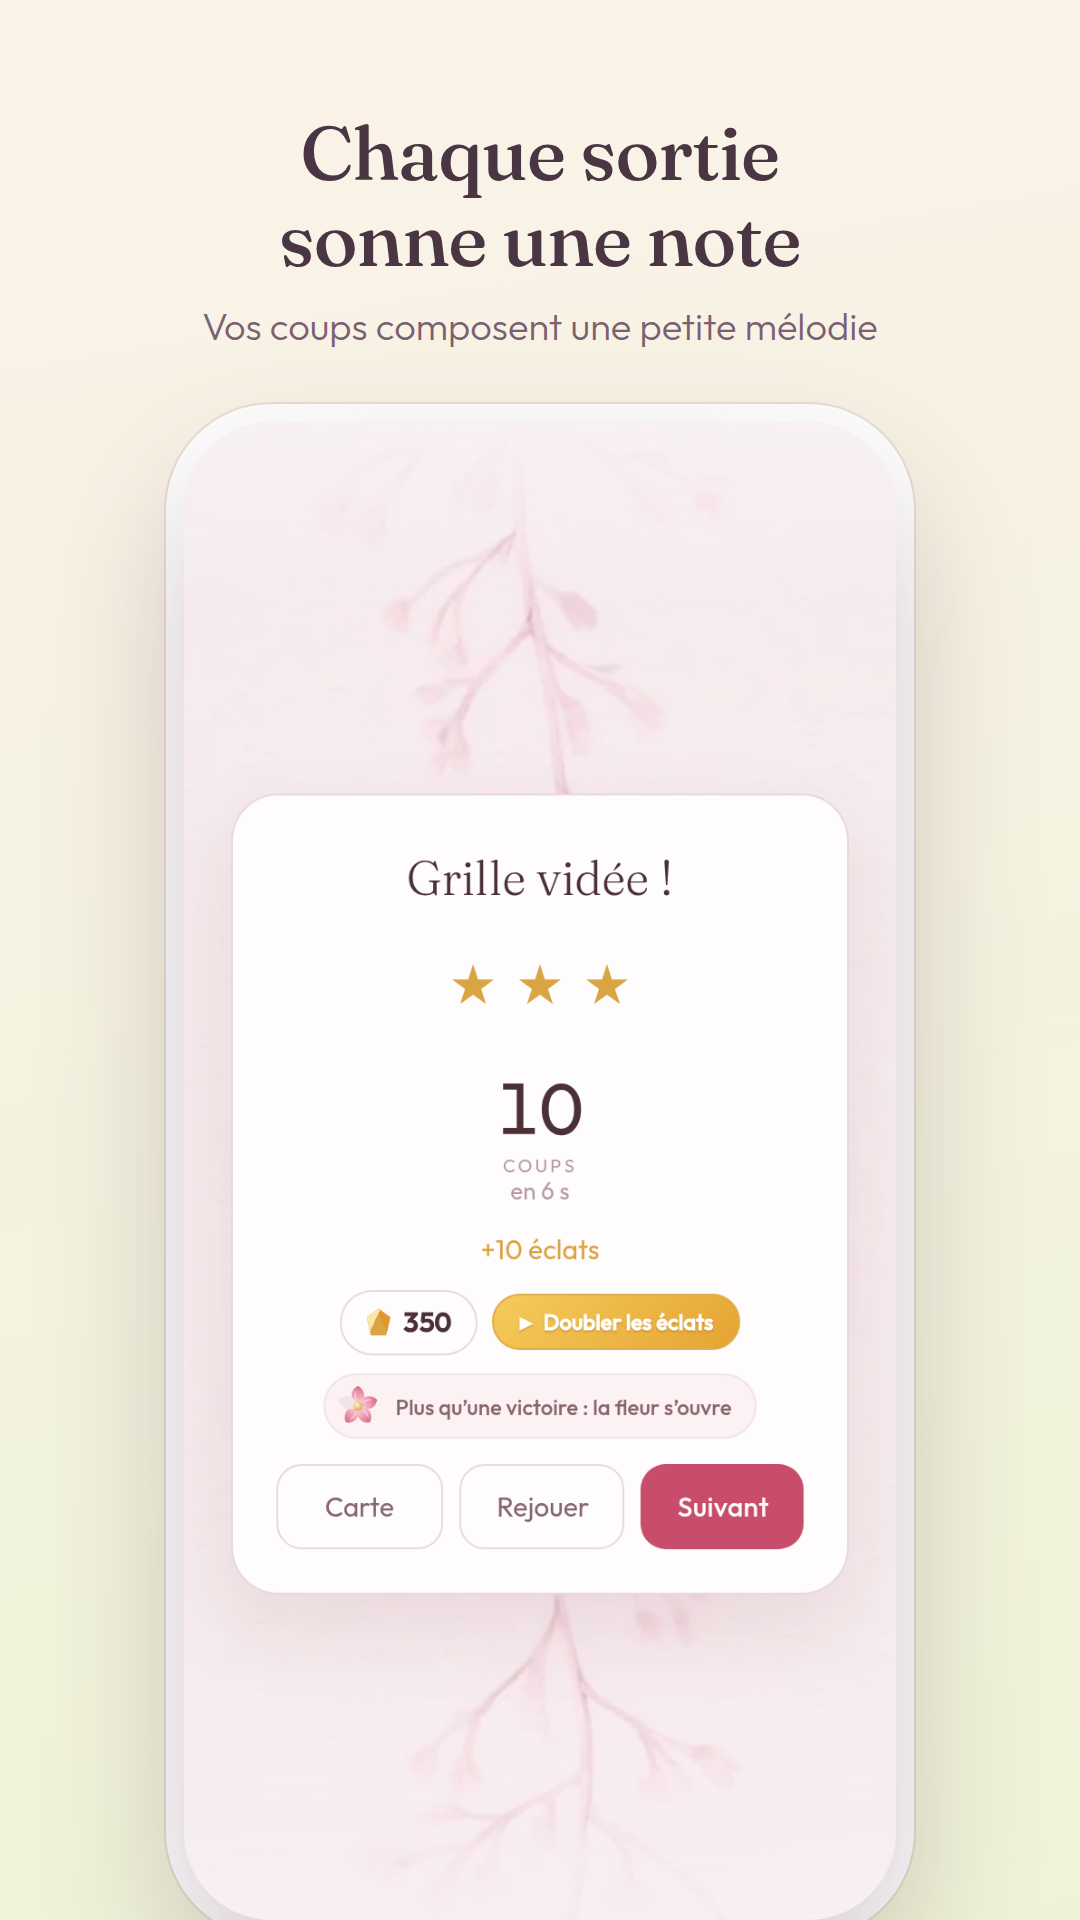 Chaque sortie
sonne une note
Vos coups composent une petite mélodie
Grille vidée !
10
COUPS
en 6 s
+10 éclats
350
Doubler les éclats
Plus qu’une victoire : la fleur s’ouvre
Carte
Rejouer
Suivant